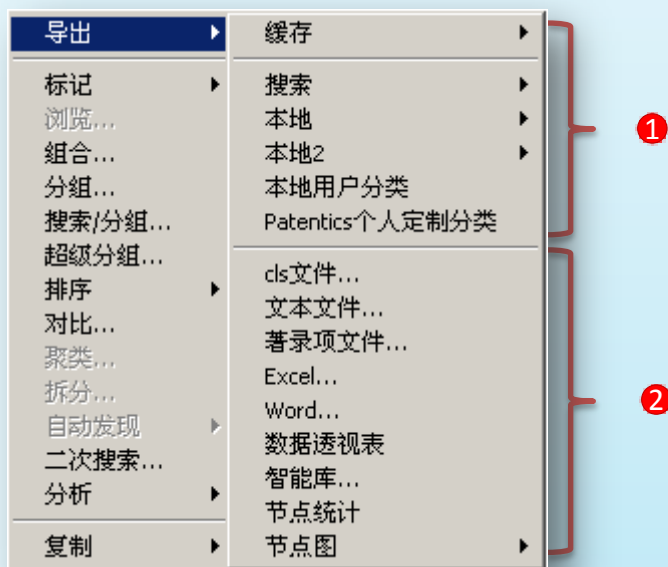 导出
标记
浏览...
组合...
分组...
搜索/分组...
超级分组...
排序
对比...
聚类...
拆分...
自动发现
二次搜索...
分析
复制
缓存
搜索
本地
本地2
本地用户分类
Patentics个人定制分类
cls文件...
文本文件...
著录项文件...
Excel...
Word...
数据透视表
智能库...
节点统计
节点图
1
2